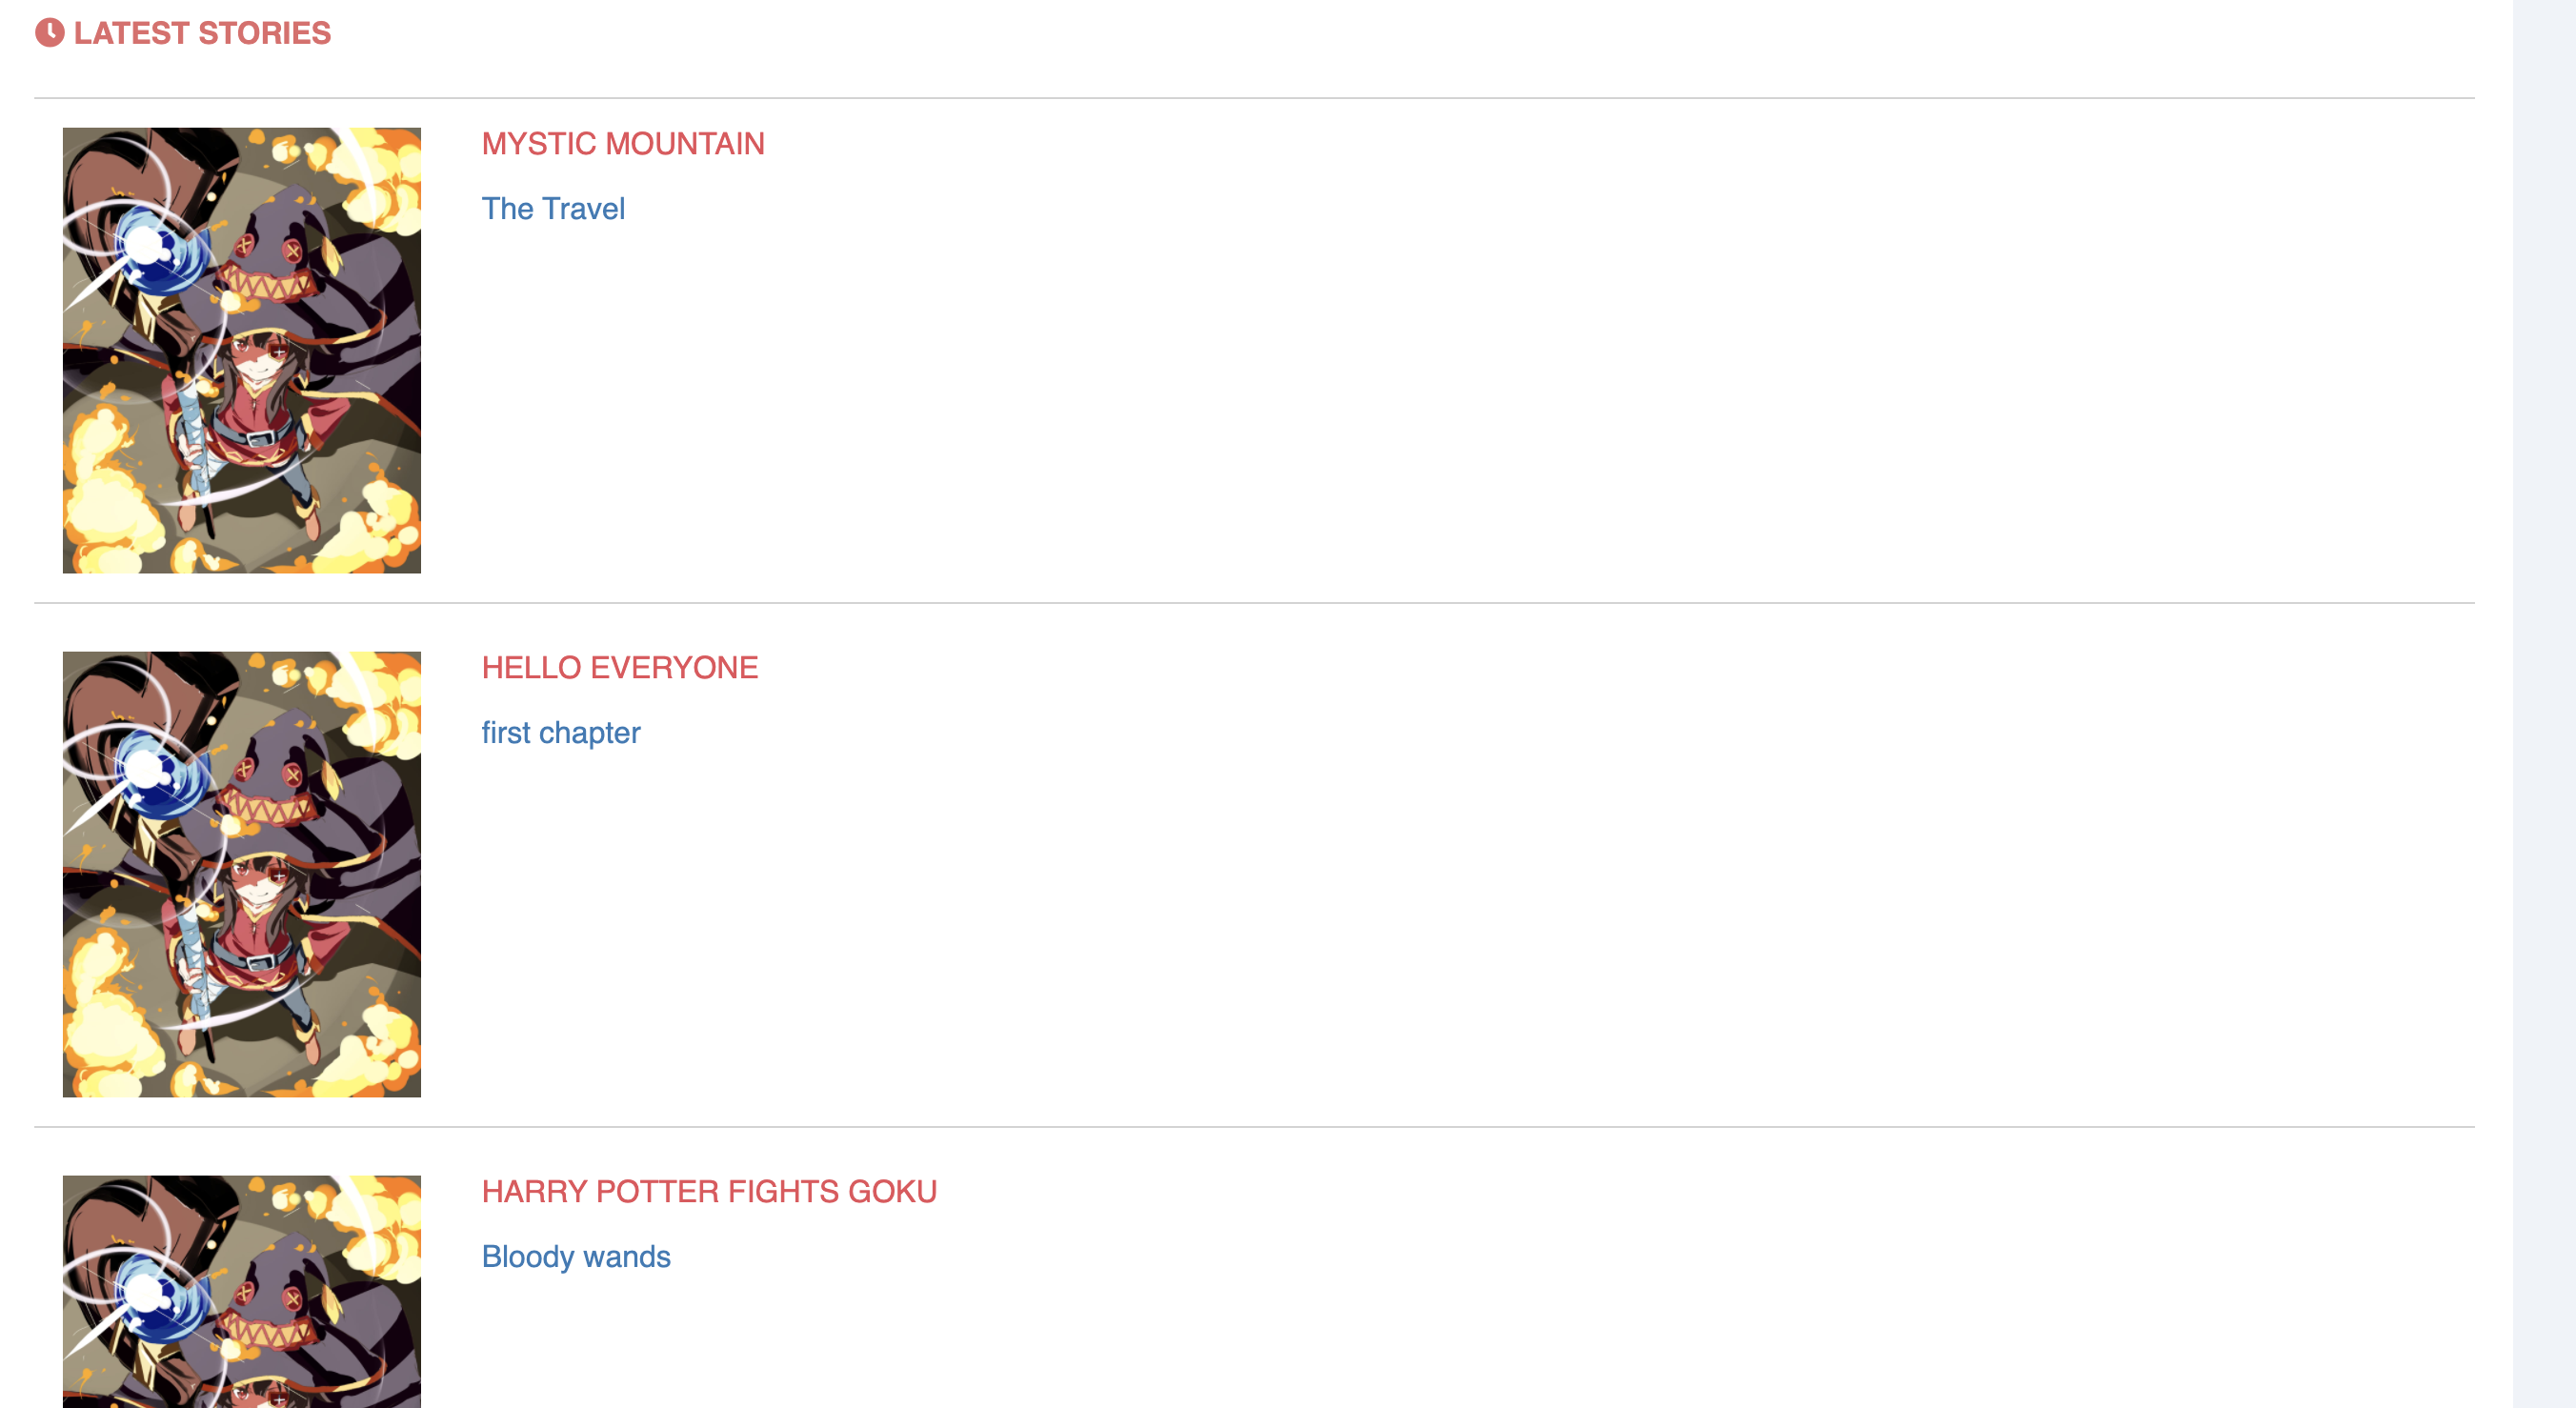 LATEST STORIES
MYSTIC MOUNTAIN
The Travel
HELLO EVERYONE
first chapter
HARRY POTTER FIGHTS GOKU
Bloody wands